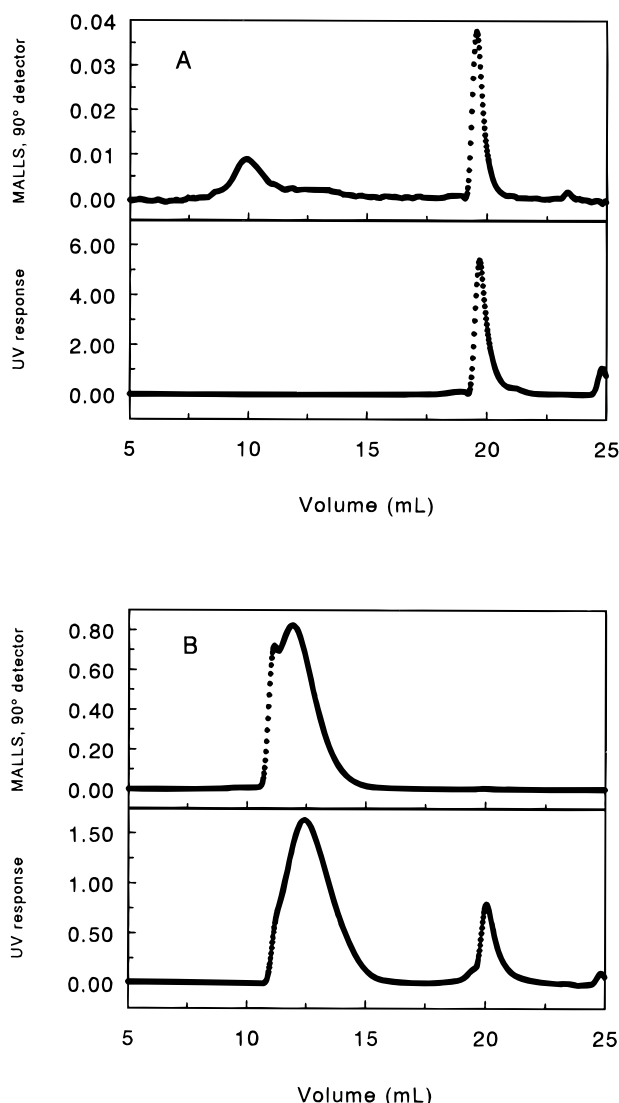 A
MALLS, 90° detector
0.04
0.03
0.02
0.01
0.00
UV response
6.00
4.00
2.00
0.00
5 10 15 20 25
Volume (mL)
B
MALLS, 90° detector
0.80
0.60
0.40
0.20
0.00
UV response
1.50
1.00
0.50
0.00
5 10 15 20 25
Volume (mL)